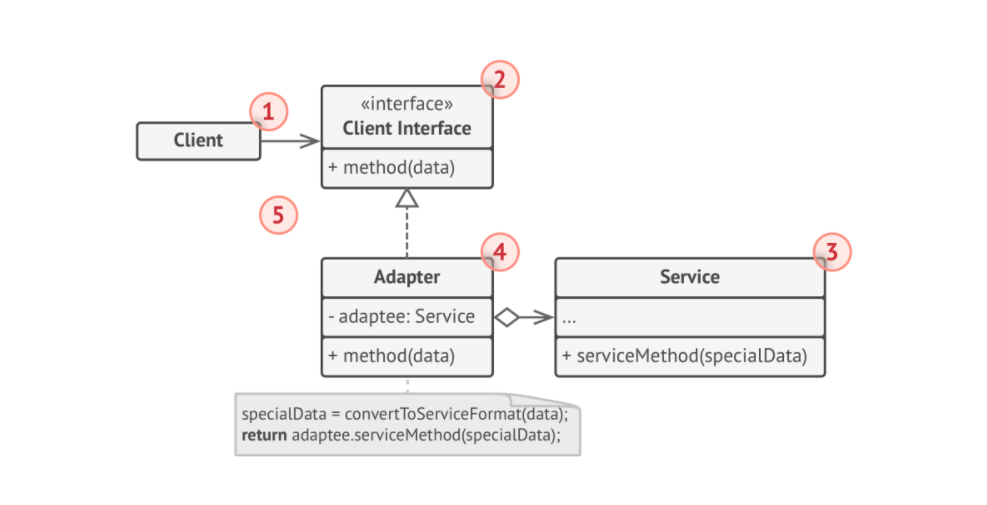 1
2
«interface»
Client Interface
Client
+ method(data)
5
4
3
Adapter
Service
- adaptee: Service
...
+ method(data)
+ serviceMethod(specialData)
specialData = convertToServiceFormat(data);
return adaptee.serviceMethod(specialData);